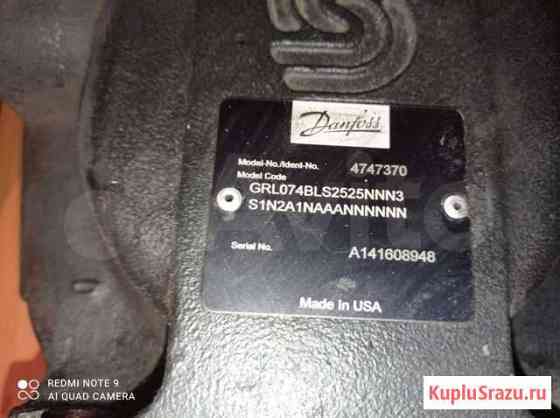 Danfoss
Model-No./Ident-No. 4747370
Model Code
GRL074BLS2525NNN3
S1N2A1NAAANNNNNN
Serial No. A141608948
Made in USA
REDMI NOTE 9
AI QUAD CAMERA
KupluSrazu.ru